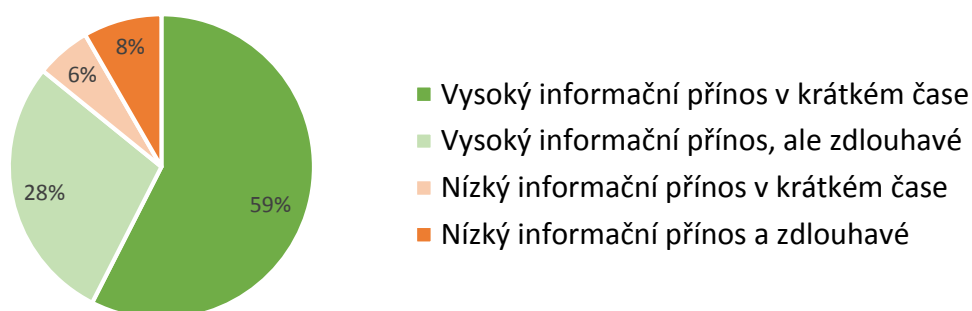 8%
6%
28%
59%
Vysoký informační přínos v krátkém čase
Vysoký informační přínos, ale zdlouhavé
Nízký informační přínos v krátkém čase
Nízký informační přínos a zdlouhavé